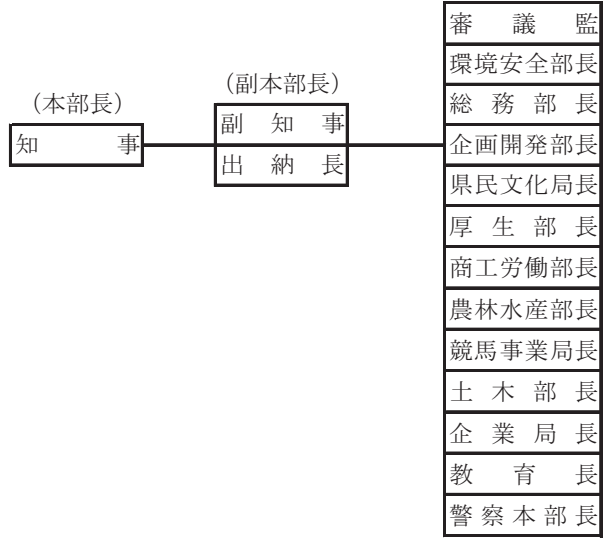 (本部長)
知事
(副本部長)
副知事
出納長
審議監
環境安全部長
総務部長
企画開発部長
県民文化局長
厚生部長
商工労働部長
農林水産部長
競馬事業局長
土木部長
企業局長
教育長
警察本部長